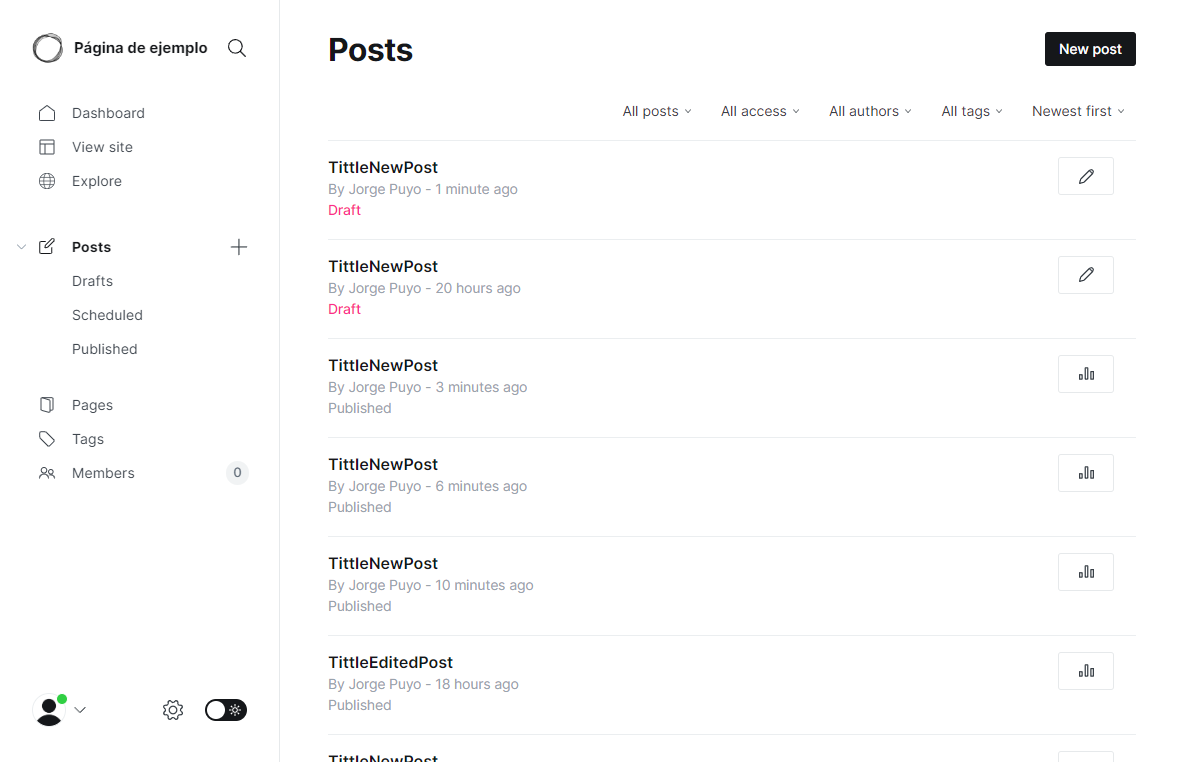 Página de ejemplo
Dashboard
View site
Explore
Posts
Drafts
Scheduled
Published
Pages
Tags
Members 0
Posts
New post
All posts All access All authors All tags Newest first
TittleNewPost
By Jorge Puyo - 1 minute ago
Draft
TittleNewPost
By Jorge Puyo - 20 hours ago
Draft
TittleNewPost
By Jorge Puyo - 3 minutes ago
Published
TittleNewPost
By Jorge Puyo - 6 minutes ago
Published
TittleNewPost
By Jorge Puyo - 10 minutes ago
Published
TittleEditedPost
By Jorge Puyo - 18 hours ago
Published
TittleNewPost